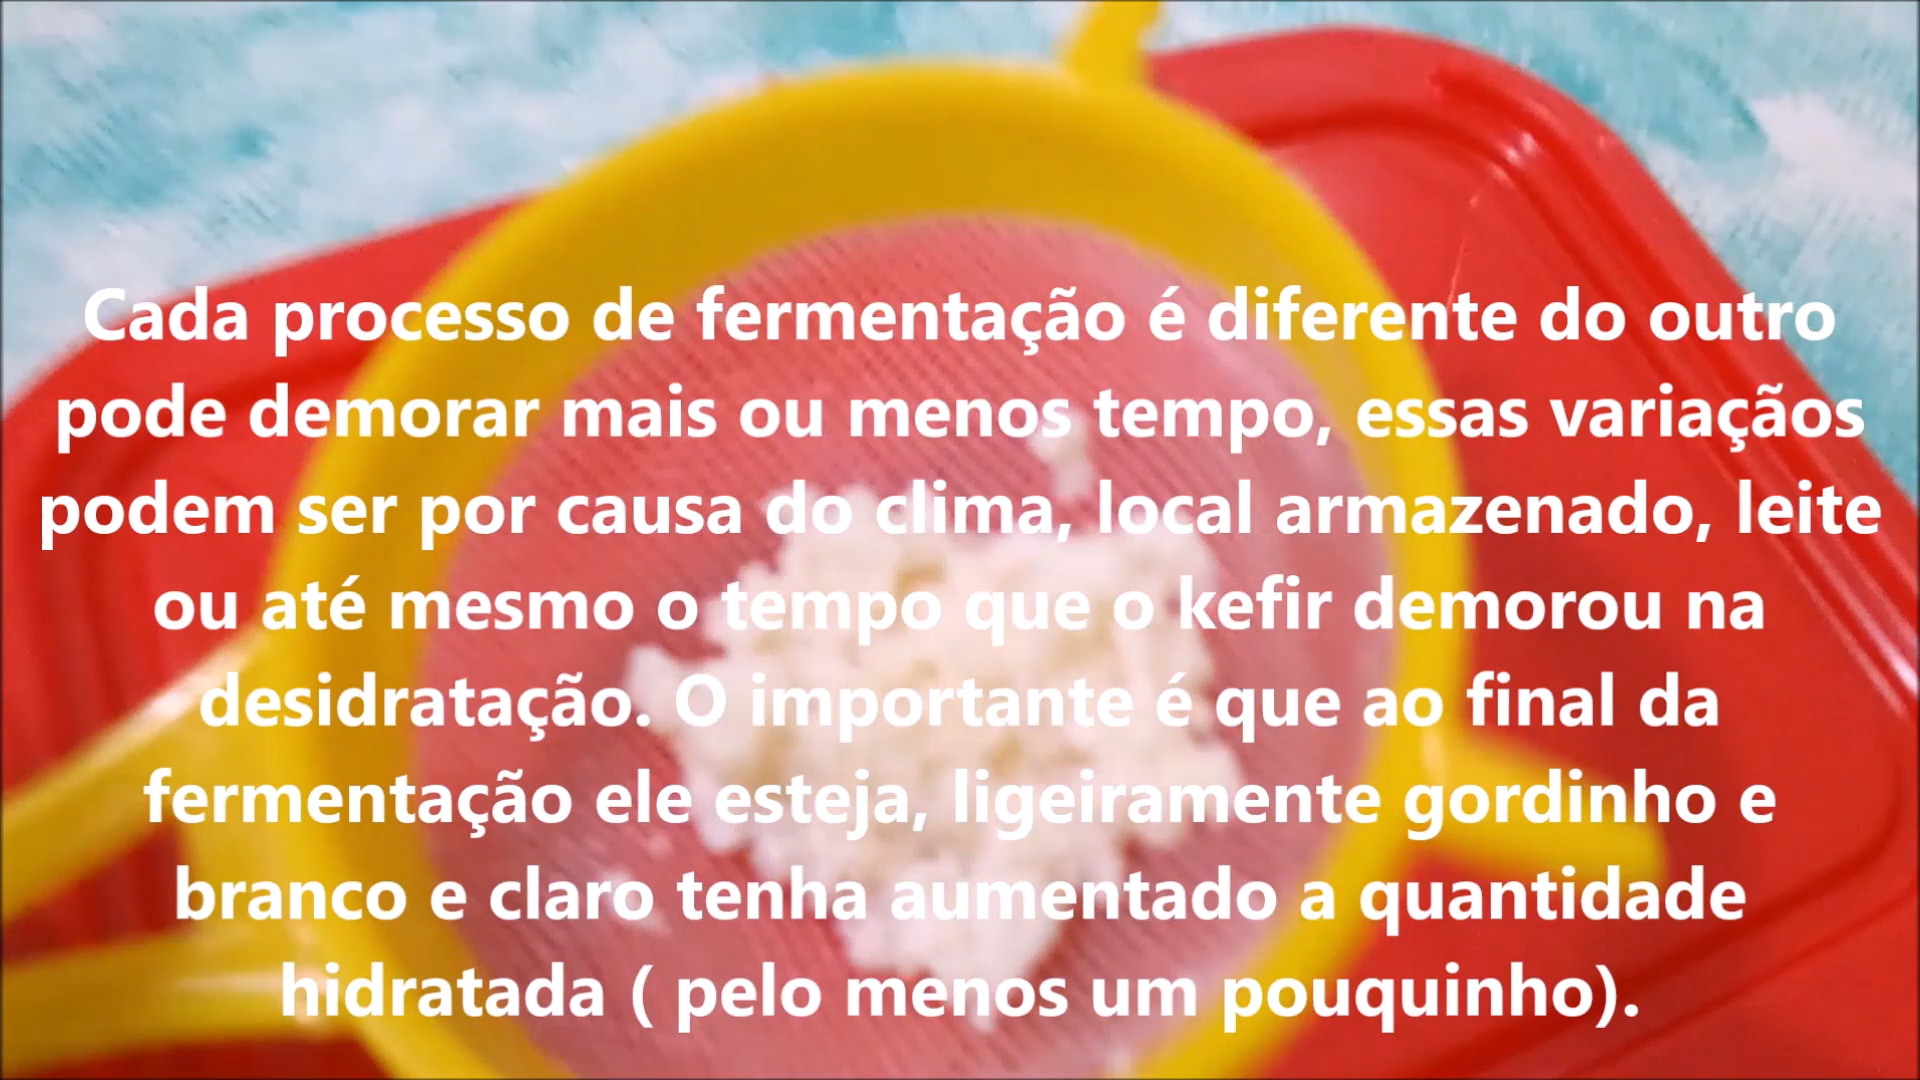 Cada processo de fermentação é diferente do outro
pode demorar mais ou menos tempo, essas variaçãos
podem ser por causa do clima, local armazenado, leite
ou até mesmo o tempo que o kefir demorou na
desidratação. O importante é que ao final da
fermentação ele esteja, ligeiramente gordinho e
branco e claro tenha aumentado a quantidade
hidratada ( pelo menos um pouquinho).